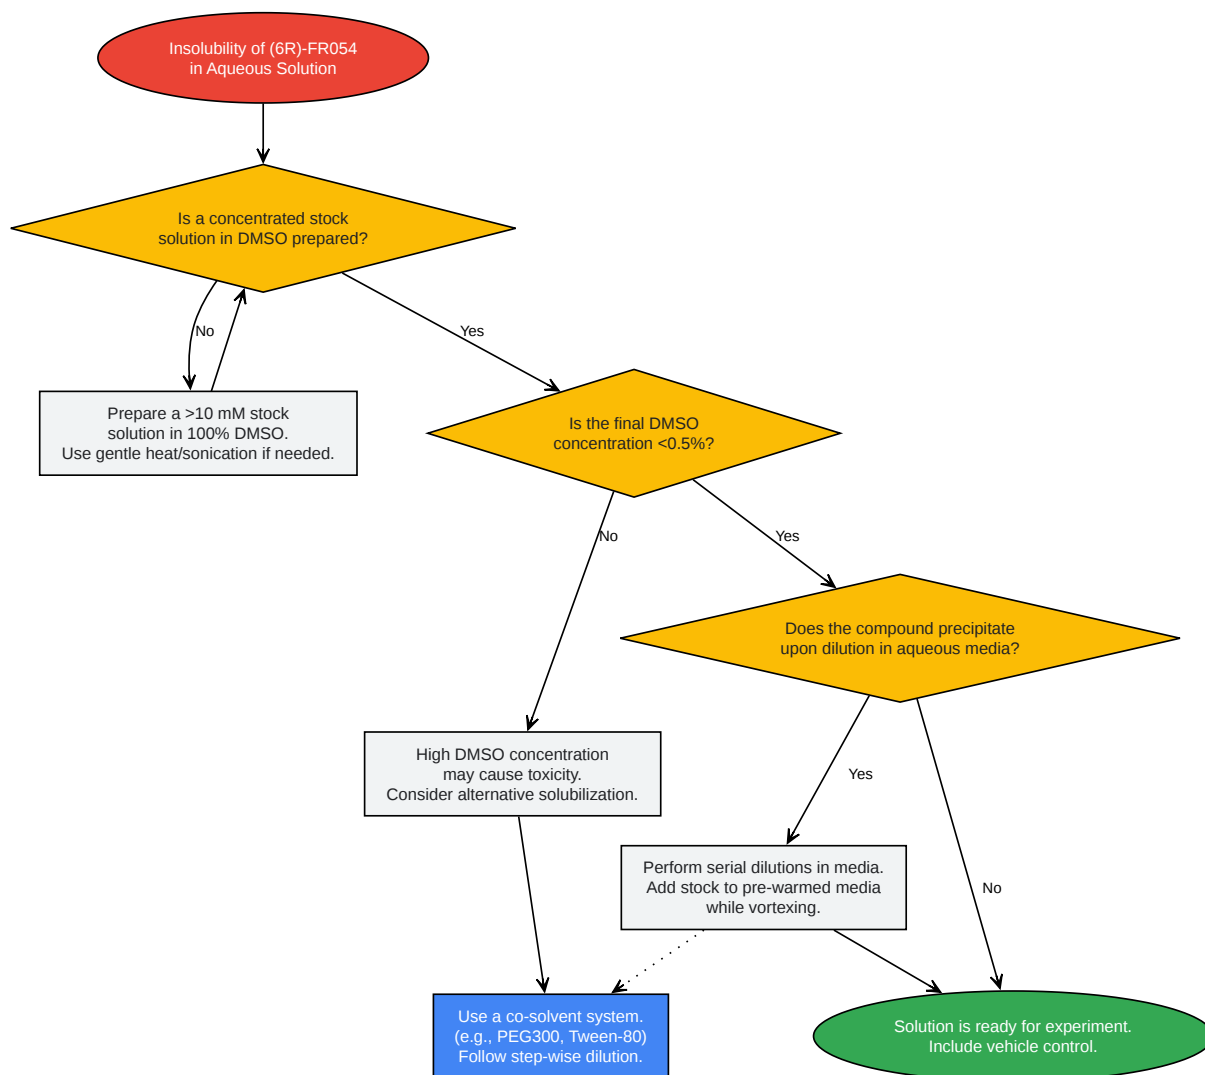 Insolubility of (6R)-FR054
in Aqueous Solution
Is a concentrated stock
solution in DMSO prepared?
No
Yes
Prepare a >10 mM stock
solution in 100% DMSO.
Use gentle heat/sonication if needed.
Is the final DMSO
concentration <0.5%?
No
Yes
Does the compound precipitate
upon dilution in aqueous media?
High DMSO concentration
may cause toxicity.
Consider alternative solubilization.
Yes
Perform serial dilutions in media.
Add stock to pre-warmed media
while vortexing.
No
Use a co-solvent system.
(e.g., PEG300, Tween-80)
Follow step-wise dilution.
Solution is ready for experiment.
Include vehicle control.